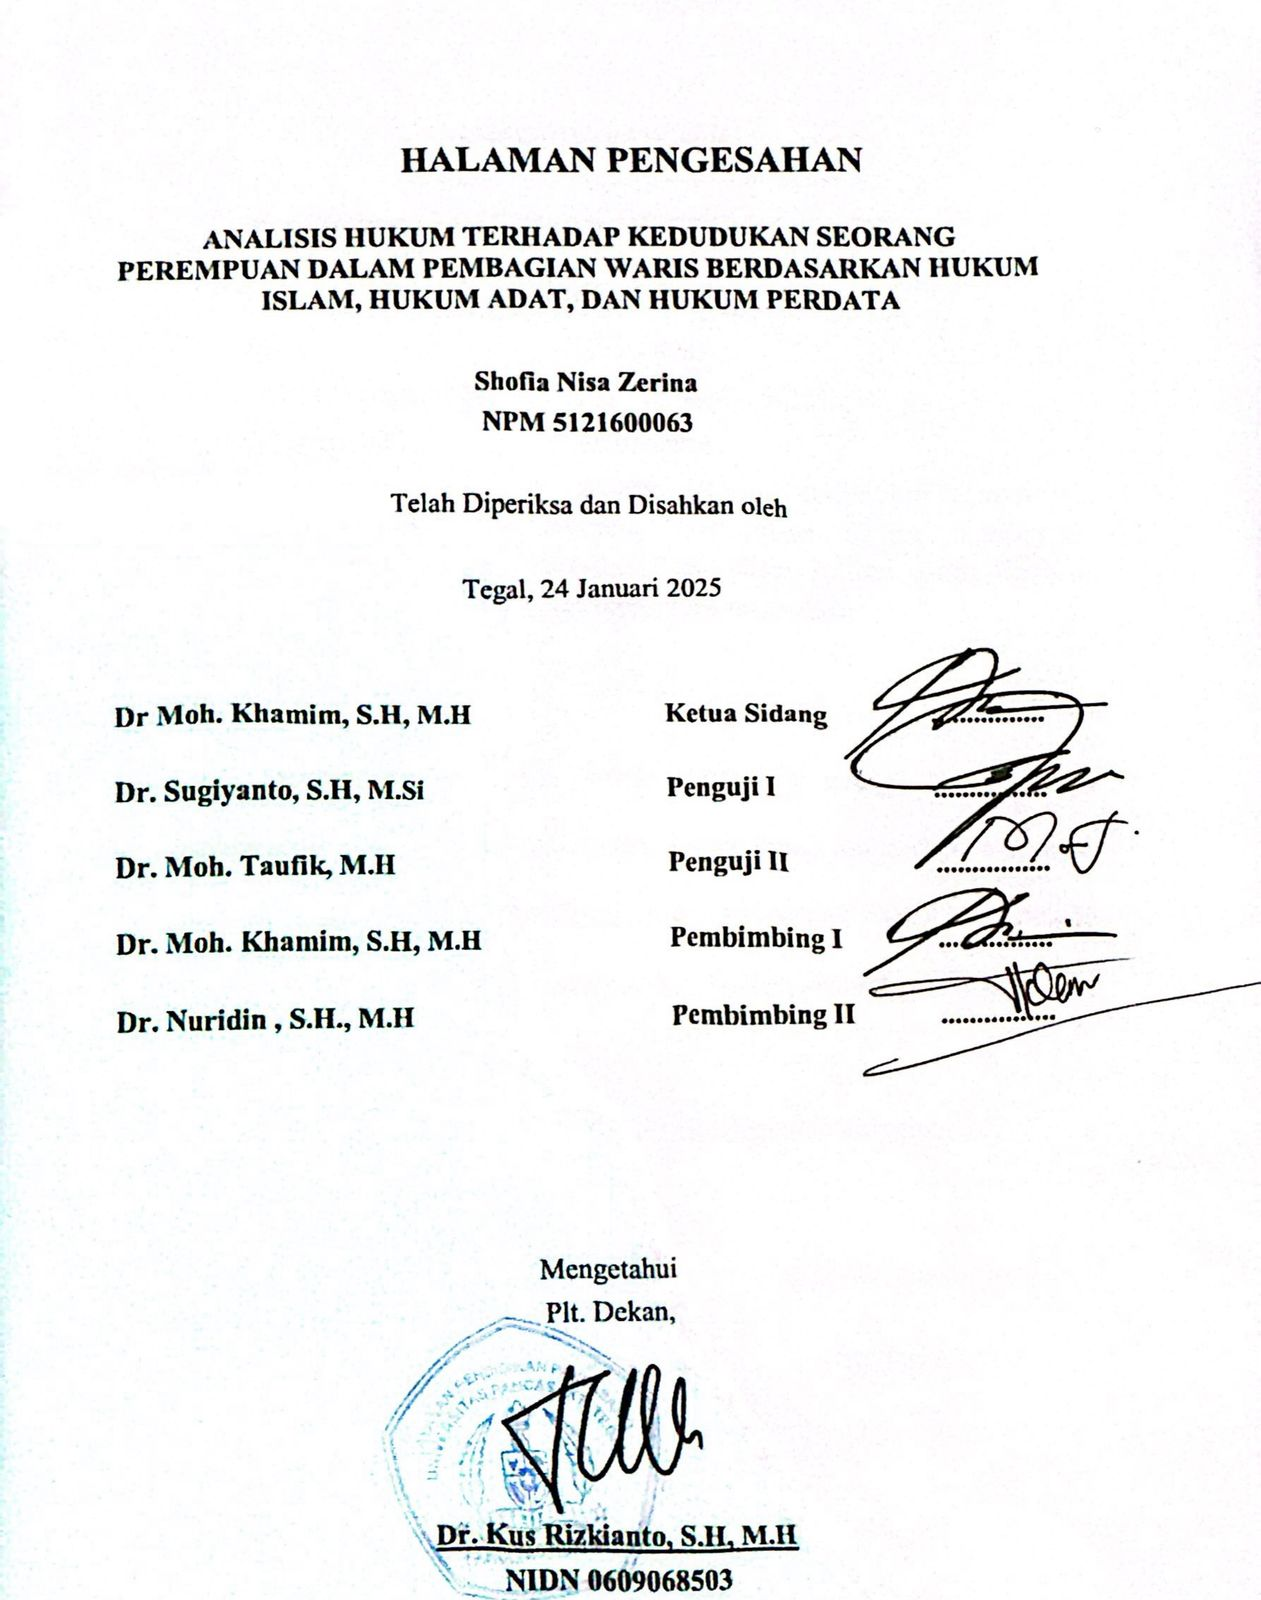 HALAMAN PENGESAHAN
ANALISIS HUKUM TERHADAP KEDUDUKAN SEORANG
PEREMPUAN DALAM PEMBAGIAN WARIS BERDASARKAN HUKUM
ISLAM, HUKUM ADAT, DAN HUKUM PERDATA
Shofia Nisa Zerina
NPM 5121600063
Telah Diperiksa dan Disahkan oleh
Tegal, 24 Januari 2025
Dr Moh. Khamim, S.H, M.H Ketua Sidang ..............
Dr. Sugiyanto, S.H, M.Si Penguji I ................
Dr. Moh. Taufik, M.H Penguji II ................
Dr. Moh. Khamim, S.H, M.H Pembimbing I ................
Dr. Nuridin , S.H., M.H Pembimbing II ................
Mengetahui
Plt. Dekan,
Dr. Kus Rizkianto, S.H, M.H
NIDN 0609068503